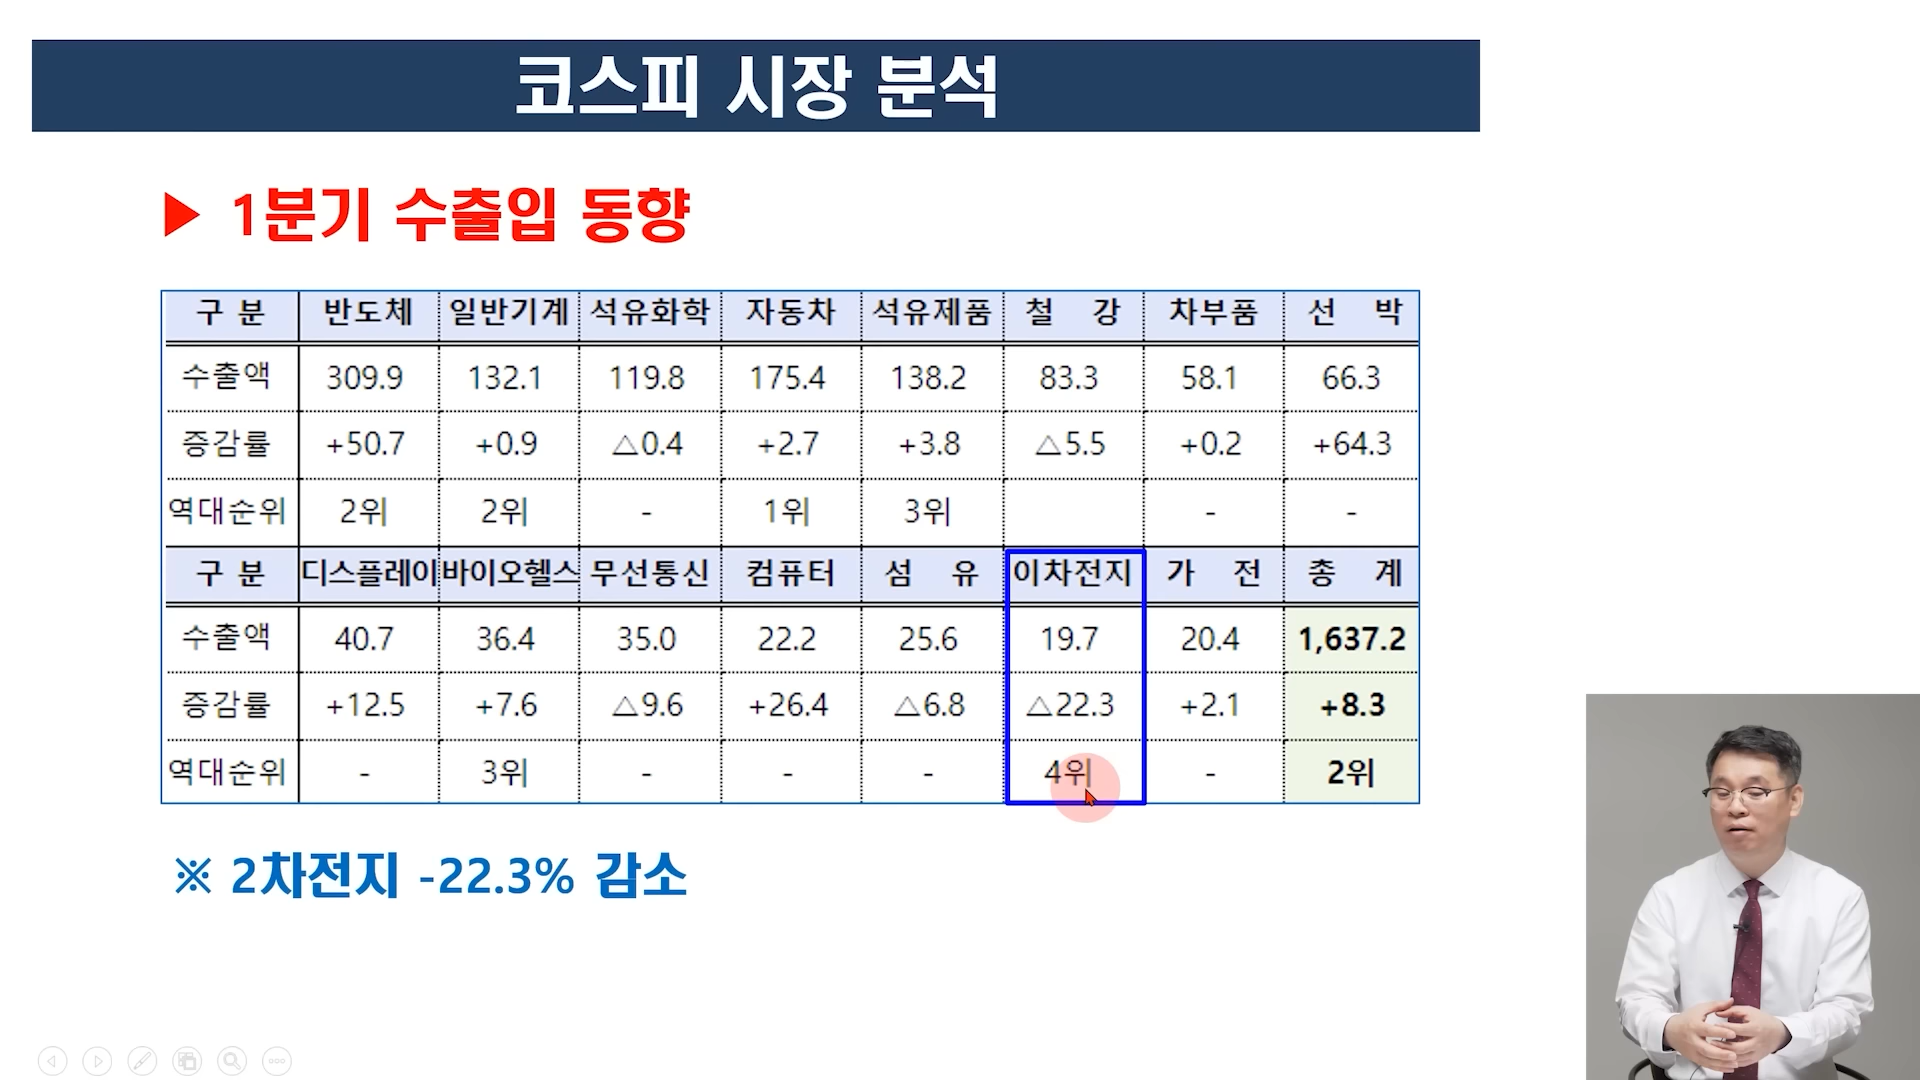 코스피 시장 분석
▶ 1분기 수출입 동향
구 분 반도체 일반기계 석유화학 자동차 석유제품 철 강 차부품 선 박
수출액 309.9 132.1 119.8 175.4 138.2 83.3 58.1 66.3
증감률 +50.7 +0.9 △0.4 +2.7 +3.8 △5.5 +0.2 +64.3
역대순위 2위 2위 - 1위 3위 - -
구 분 디스플레이 바이오헬스 무선통신 컴퓨터 섬 유 이차전지 가 전 총 계
수출액 40.7 36.4 35.0 22.2 25.6 19.7 20.4 1,637.2
증감률 +12.5 +7.6 △9.6 +26.4 △6.8 △22.3 +2.1 +8.3
역대순위 - 3위 - - - 4위 - 2위
※ 2차전지 -22.3% 감소